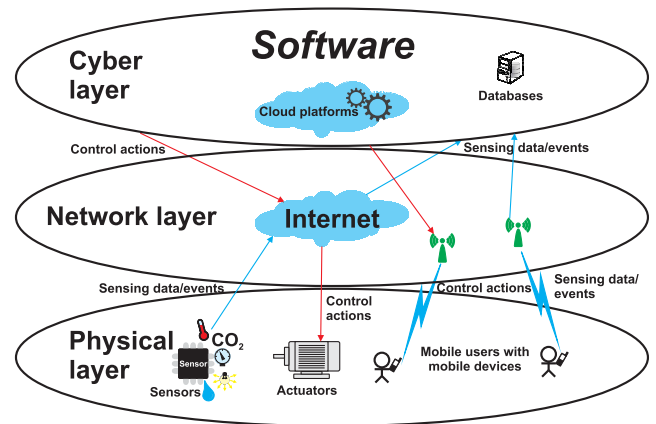 Software
Cyber
layer
Cloud platforms
Databases
Control actions
Sensing data/events
Network layer
Internet
Sensing data/events
Control
actions
Control actions
Sensing data/
events
Physical
layer
CO2
Sensor
Sensors
Actuators
Mobile users with
mobile devices